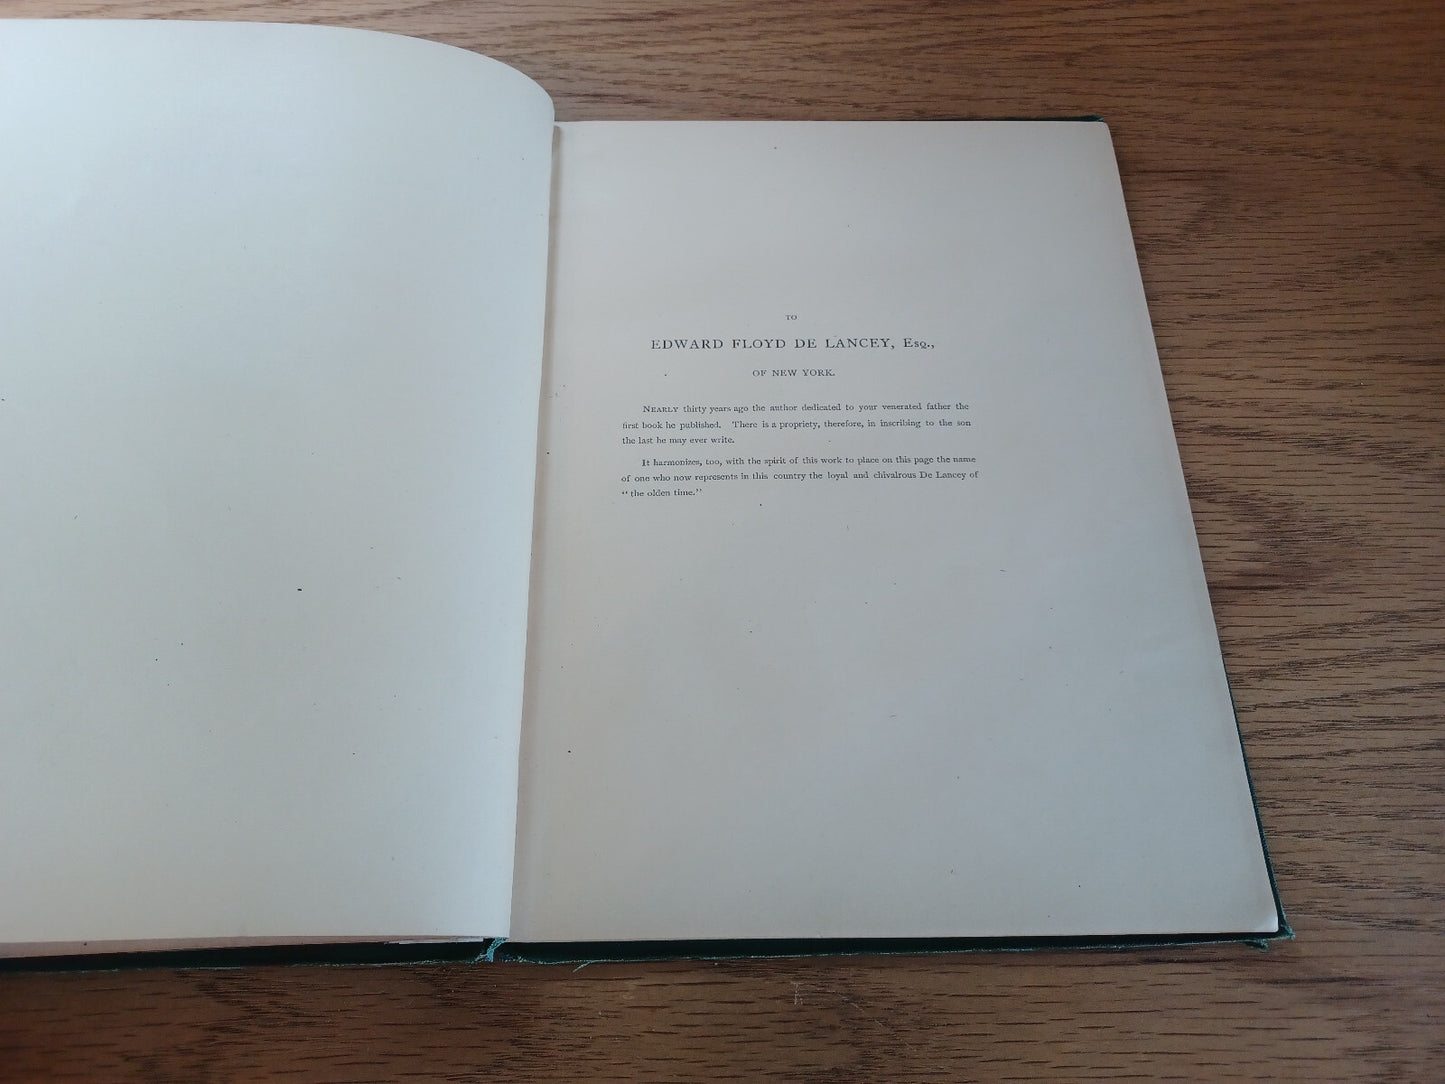 TO
EDWARD FLOYD DE LANCEY, Esq.,
OF NEW YORK.
Nearly thirty years ago the author dedicated to your venerated father the
first book he published. There is a propriety, therefore, in inscribing to the son
the last he may ever write.
It harmonizes, too, with the spirit of this work to place on this page the name
of one who now represents in this country the loyal and chivalrous De Lancey of
"the olden time."